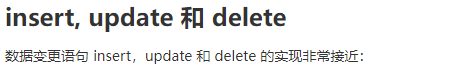 insert, update 和 delete
数据变更语句 insert，update 和 delete 的实现非常接近：